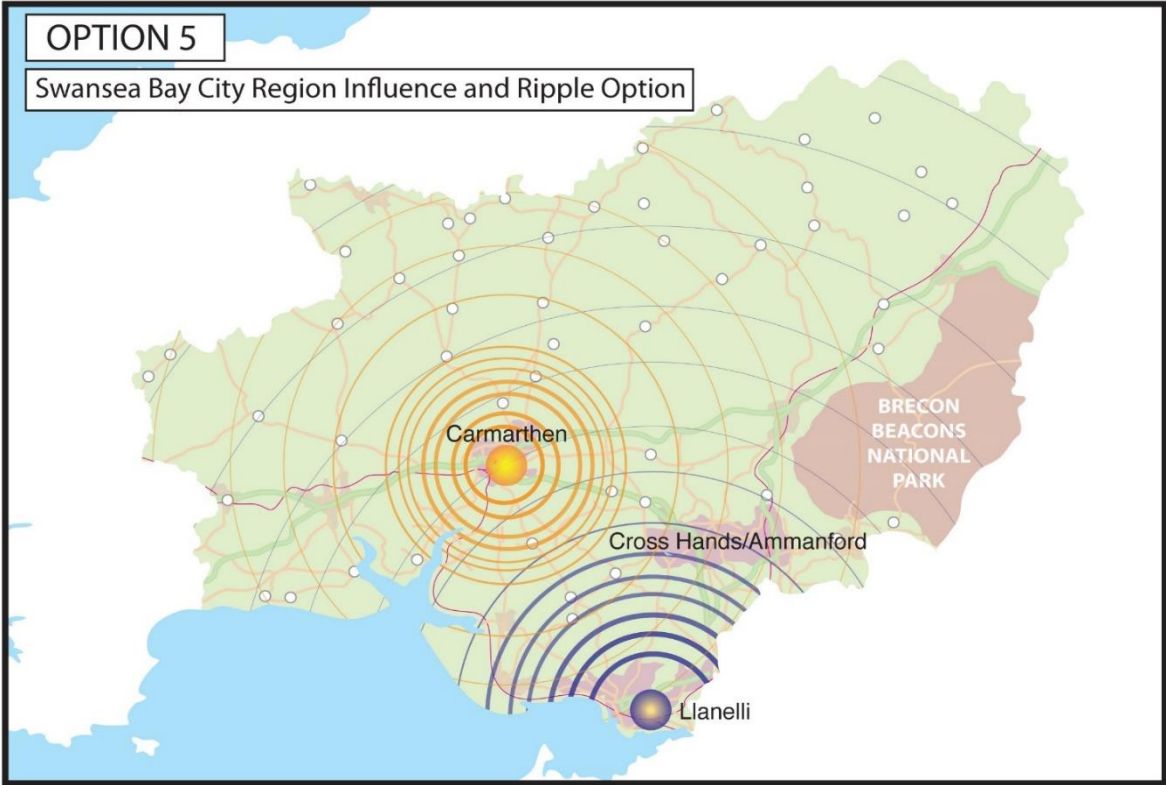 OPTION 5
Swansea Bay City Region Influence and Ripple Option
BRECON
BEACONS
NATIONAL
PARK
Carmarthen
Cross Hands/Ammanford
Llanelli